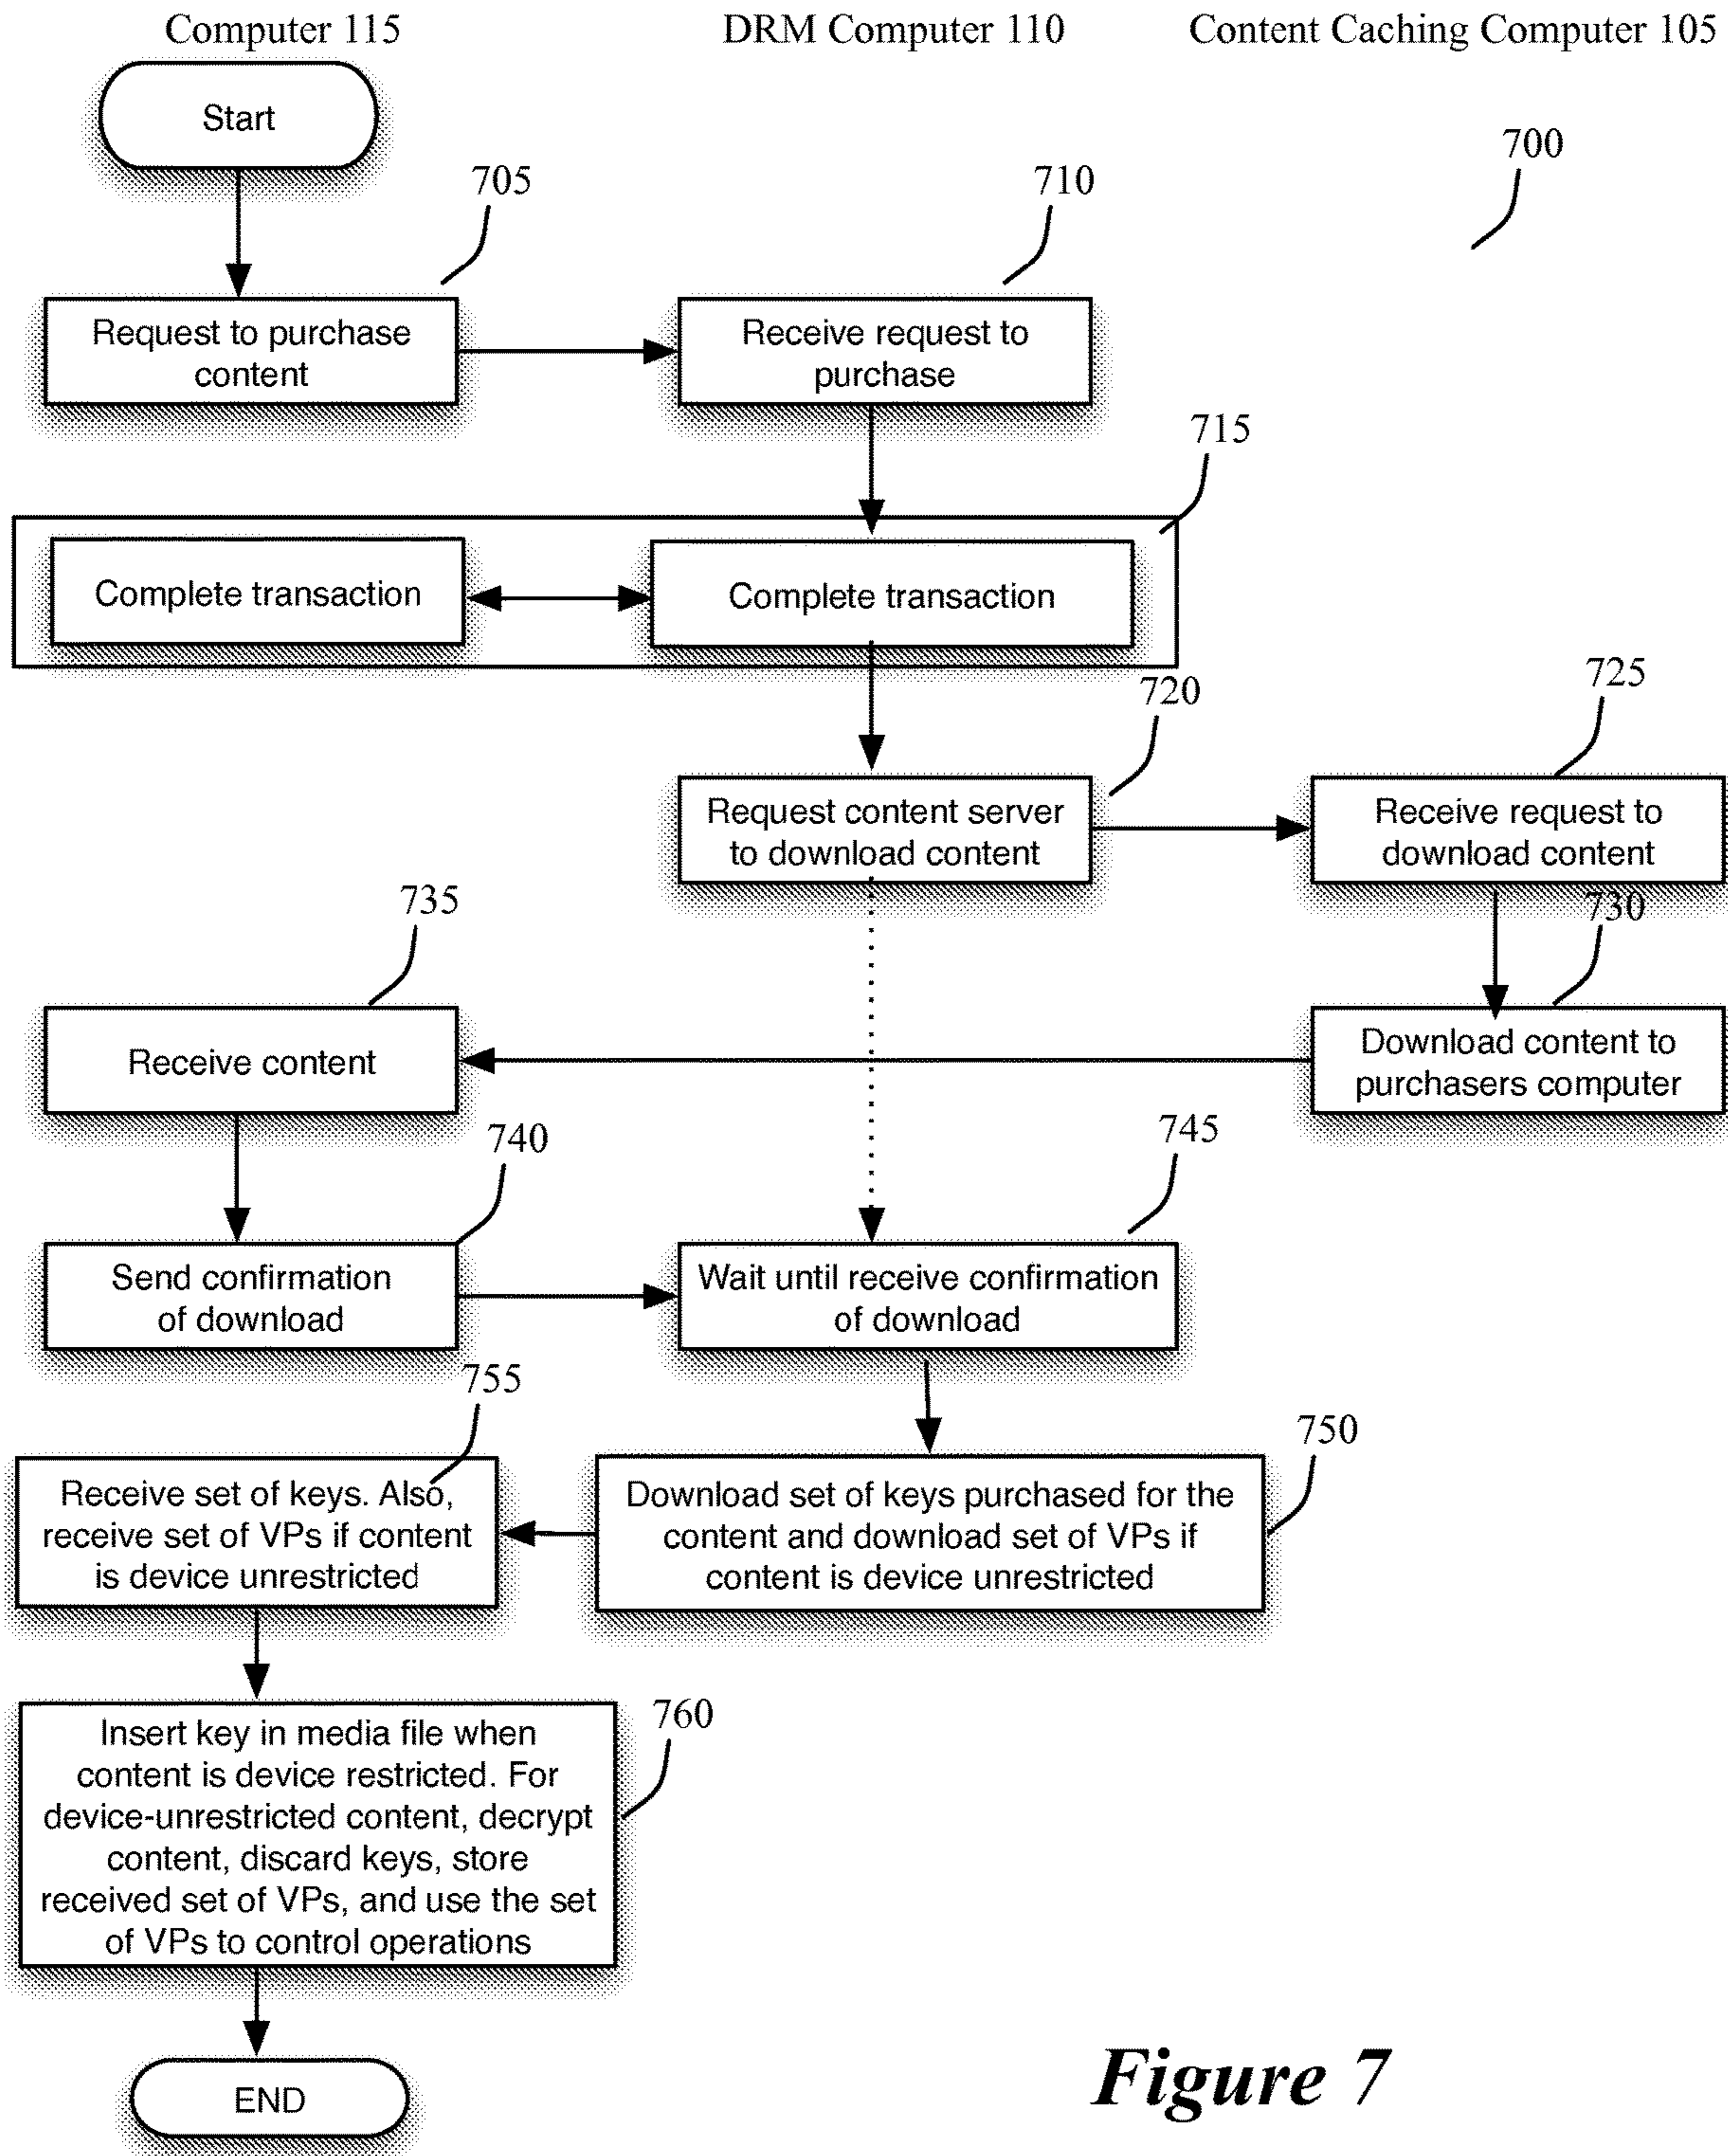 Computer 115
DRM Computer 110
Content Caching Computer 105
Start
700
705
710
Request to purchase
content
Receive request to
purchase
715
Complete transaction
Complete transaction
720
725
Request content server
to download content
Receive request to
download content
735
730
Receive content
Download content to
purchasers computer
740
745
Send confirmation
of download
Wait until receive confirmation
of download
755
750
Receive set of keys. Also,
receive set of VPs if content
is device unrestricted
Download set of keys purchased for the
content and download set of VPs if
content is device unrestricted
760
Insert key in media file when
content is device restricted. For
device-unrestricted content, decrypt
content, discard keys, store
received set of VPs, and use the set
of VPs to control operations
END
Figure 7